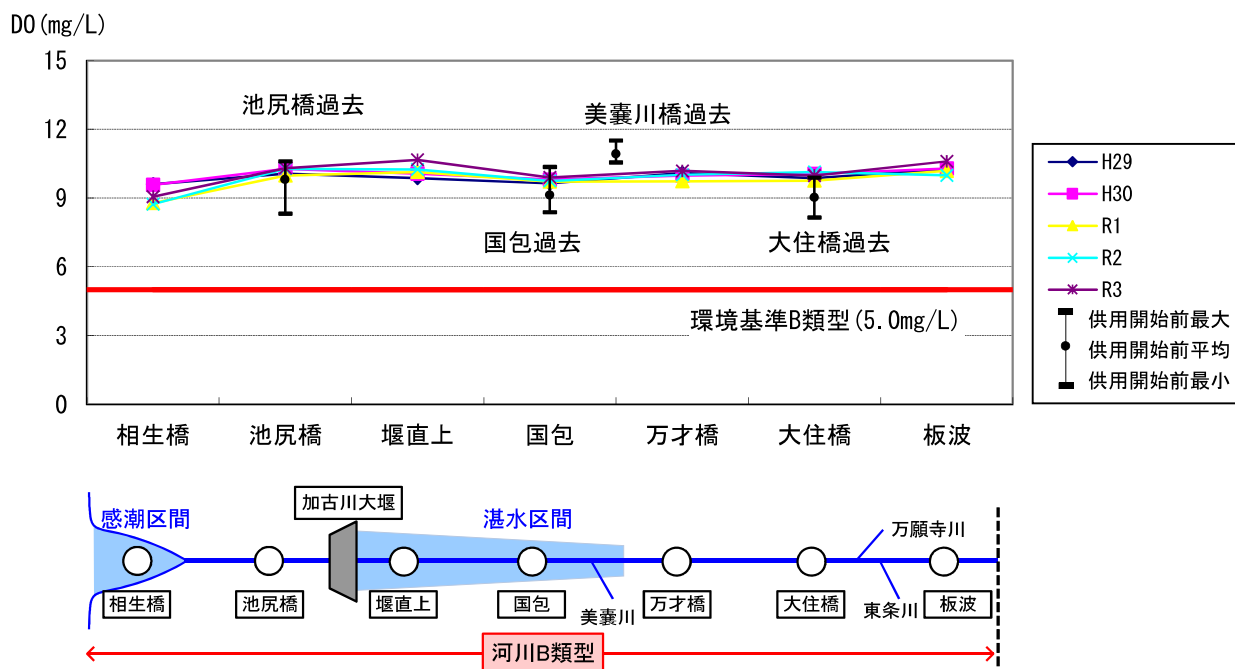 DO(mg/L)
15
12
9
6
3
0
池尻橋過去
美嚢川橋過去
国包過去
大住橋過去
環境基準B類型(5.0mg/L)
H29
H30
R1
R2
R3
供用開始前最大
供用開始前平均
供用開始前最小
相生橋 池尻橋 堰直上 国包 万才橋 大住橋 板波
感潮区間
加古川大堰
湛水区間
万願寺川
相生橋 池尻橋 堰直上 国包 美嚢川 万才橋 大住橋 東条川 板波
河川B類型